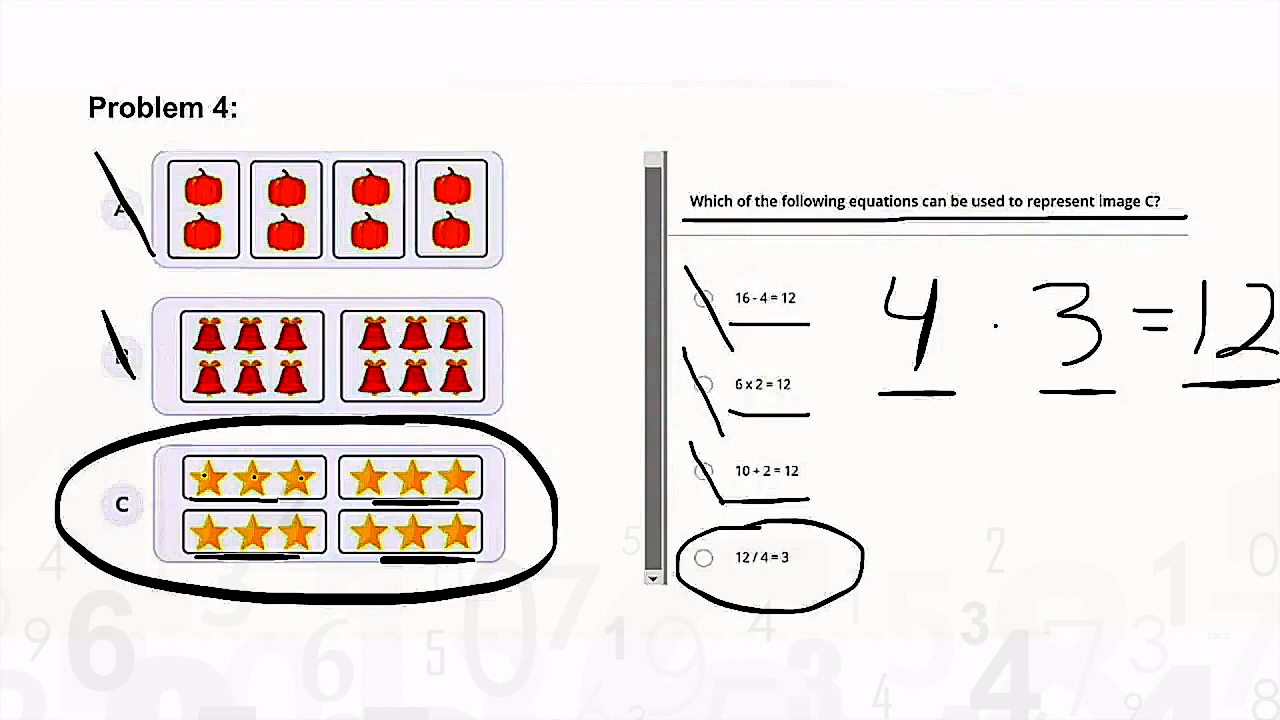 Problem 4:
A
B
C
Which of the following equations can be used to represent image C?
16 - 4 = 12
6 x 2 = 12
10 + 2 = 12
12 / 4 = 3
4 · 3 = 12